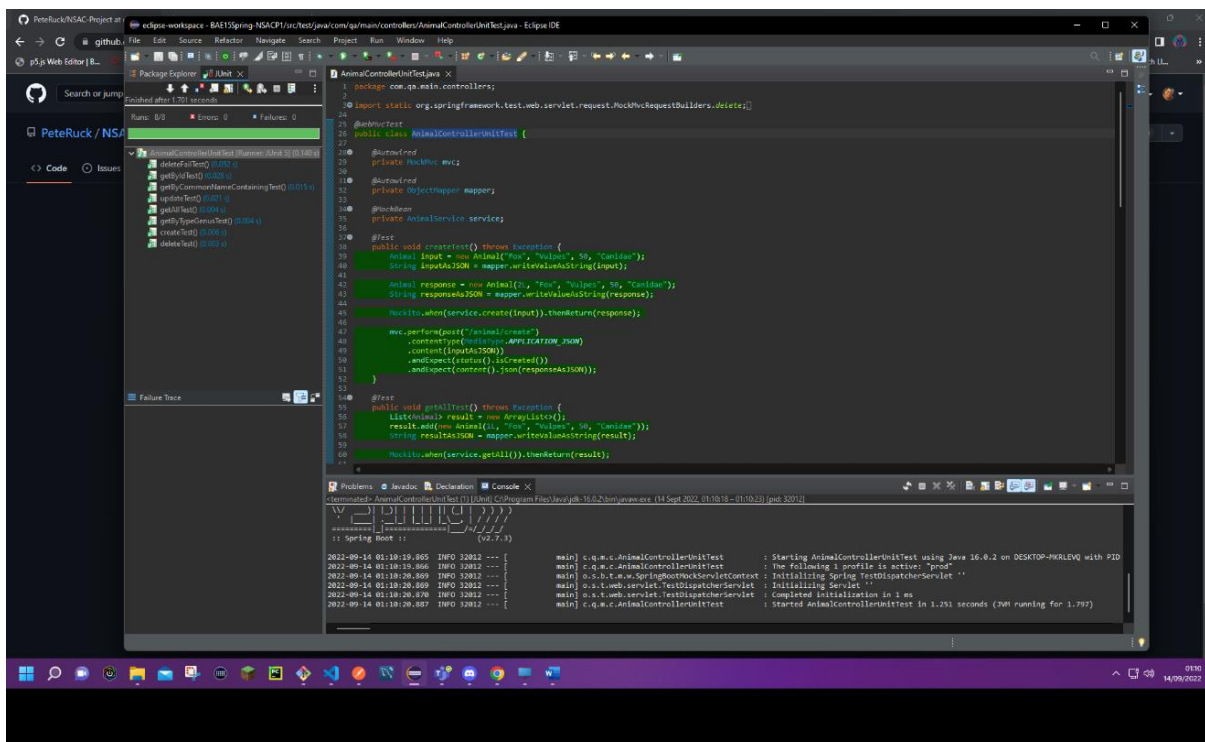 PeteRuck/NSAC-Project at
eclipse-workspace - BAE15Spring-NSACP1/src/test/java/com/qa/main/controllers/AnimalControllerUnitTest.java - Eclipse IDE
github.
File Edit Source Refactor Navigate Search Project Run Window Help
p5.js Web Editor | B...
Search or jump
PeteRuck / NSA
Code
Issues
Package Explorer
JUnit
Finished after 1.701 seconds
Runs: 8/8
Errors: 0
Failures: 0
AnimalControllerUnitTest [Runner: JUnit 5] (0.140 s)
deleteFailTest() (0.052 s)
getByIdTest() (0.028 s)
getByCommonNameContainingTest() (0.015 s)
updateTest() (0.021 s)
getAllTest() (0.004 s)
getByTypeGenusTest() (0.004 s)
createTest() (0.006 s)
deleteTest() (0.003 s)
Failure Trace
AnimalControllerUnitTest.java
1 package com.qa.main.controllers;
2
3 import static org.springframework.test.web.servlet.request.MockMvcRequestBuilders.delete;
24
25 @WebMvcTest
26 public class AnimalControllerUnitTest {
27
28 @Autowired
29 private MockMvc mvc;
30
31 @Autowired
32 private ObjectMapper mapper;
33
34 @MockBean
35 private AnimalService service;
36
37 @Test
38 public void createTest() throws Exception {
39 Animal input = new Animal("Fox", "Vulpes", 50, "Canidae");
40 String inputAsJSON = mapper.writeValueAsString(input);
41
42 Animal response = new Animal(2L, "Fox", "Vulpes", 50, "Canidae");
43 String responseAsJSON = mapper.writeValueAsString(response);
44
45 Mockito.when(service.create(input)).thenReturn(response);
46
47 mvc.perform(post("/animal/create")
48 .contentType(MediaType.APPLICATION_JSON)
49 .content(inputAsJSON))
50 .andExpect(status().isCreated())
51 .andExpect(content().json(responseAsJSON));
52 }
53
54 @Test
55 public void getAllTest() throws Exception {
56 List<Animal> result = new ArrayList<>();
57 result.add(new Animal(1L, "Fox", "Vulpes", 50, "Canidae"));
58 String resultAsJSON = mapper.writeValueAsString(result);
59
60 Mockito.when(service.getAll()).thenReturn(result);
Problems Javadoc Declaration Console
<terminated> AnimalControllerUnitTest (1) [JUnit] C:\Program Files\Java\jdk-16.0.2\bin\javaw.exe (14 Sept 2022, 01:10:18 – 01:10:23) [pid: 32012]
:: Spring Boot :: (v2.7.3)
2022-09-14 01:10:19.865 INFO 32012 --- [ main] c.q.m.c.AnimalControllerUnitTest : Starting AnimalControllerUnitTest using Java 16.0.2 on DESKTOP-MKRLEVQ with PID
2022-09-14 01:10:19.866 INFO 32012 --- [ main] c.q.m.c.AnimalControllerUnitTest : The following 1 profile is active: "prod"
2022-09-14 01:10:20.869 INFO 32012 --- [ main] o.s.b.t.m.w.SpringBootMockServletContext : Initializing Spring TestDispatcherServlet ''
2022-09-14 01:10:20.869 INFO 32012 --- [ main] o.s.t.web.servlet.TestDispatcherServlet : Initializing Servlet ''
2022-09-14 01:10:20.870 INFO 32012 --- [ main] o.s.t.web.servlet.TestDispatcherServlet : Completed initialization in 1 ms
2022-09-14 01:10:20.887 INFO 32012 --- [ main] c.q.m.c.AnimalControllerUnitTest : Started AnimalControllerUnitTest in 1.251 seconds (JVM running for 1.797)
01:10
14/09/2022